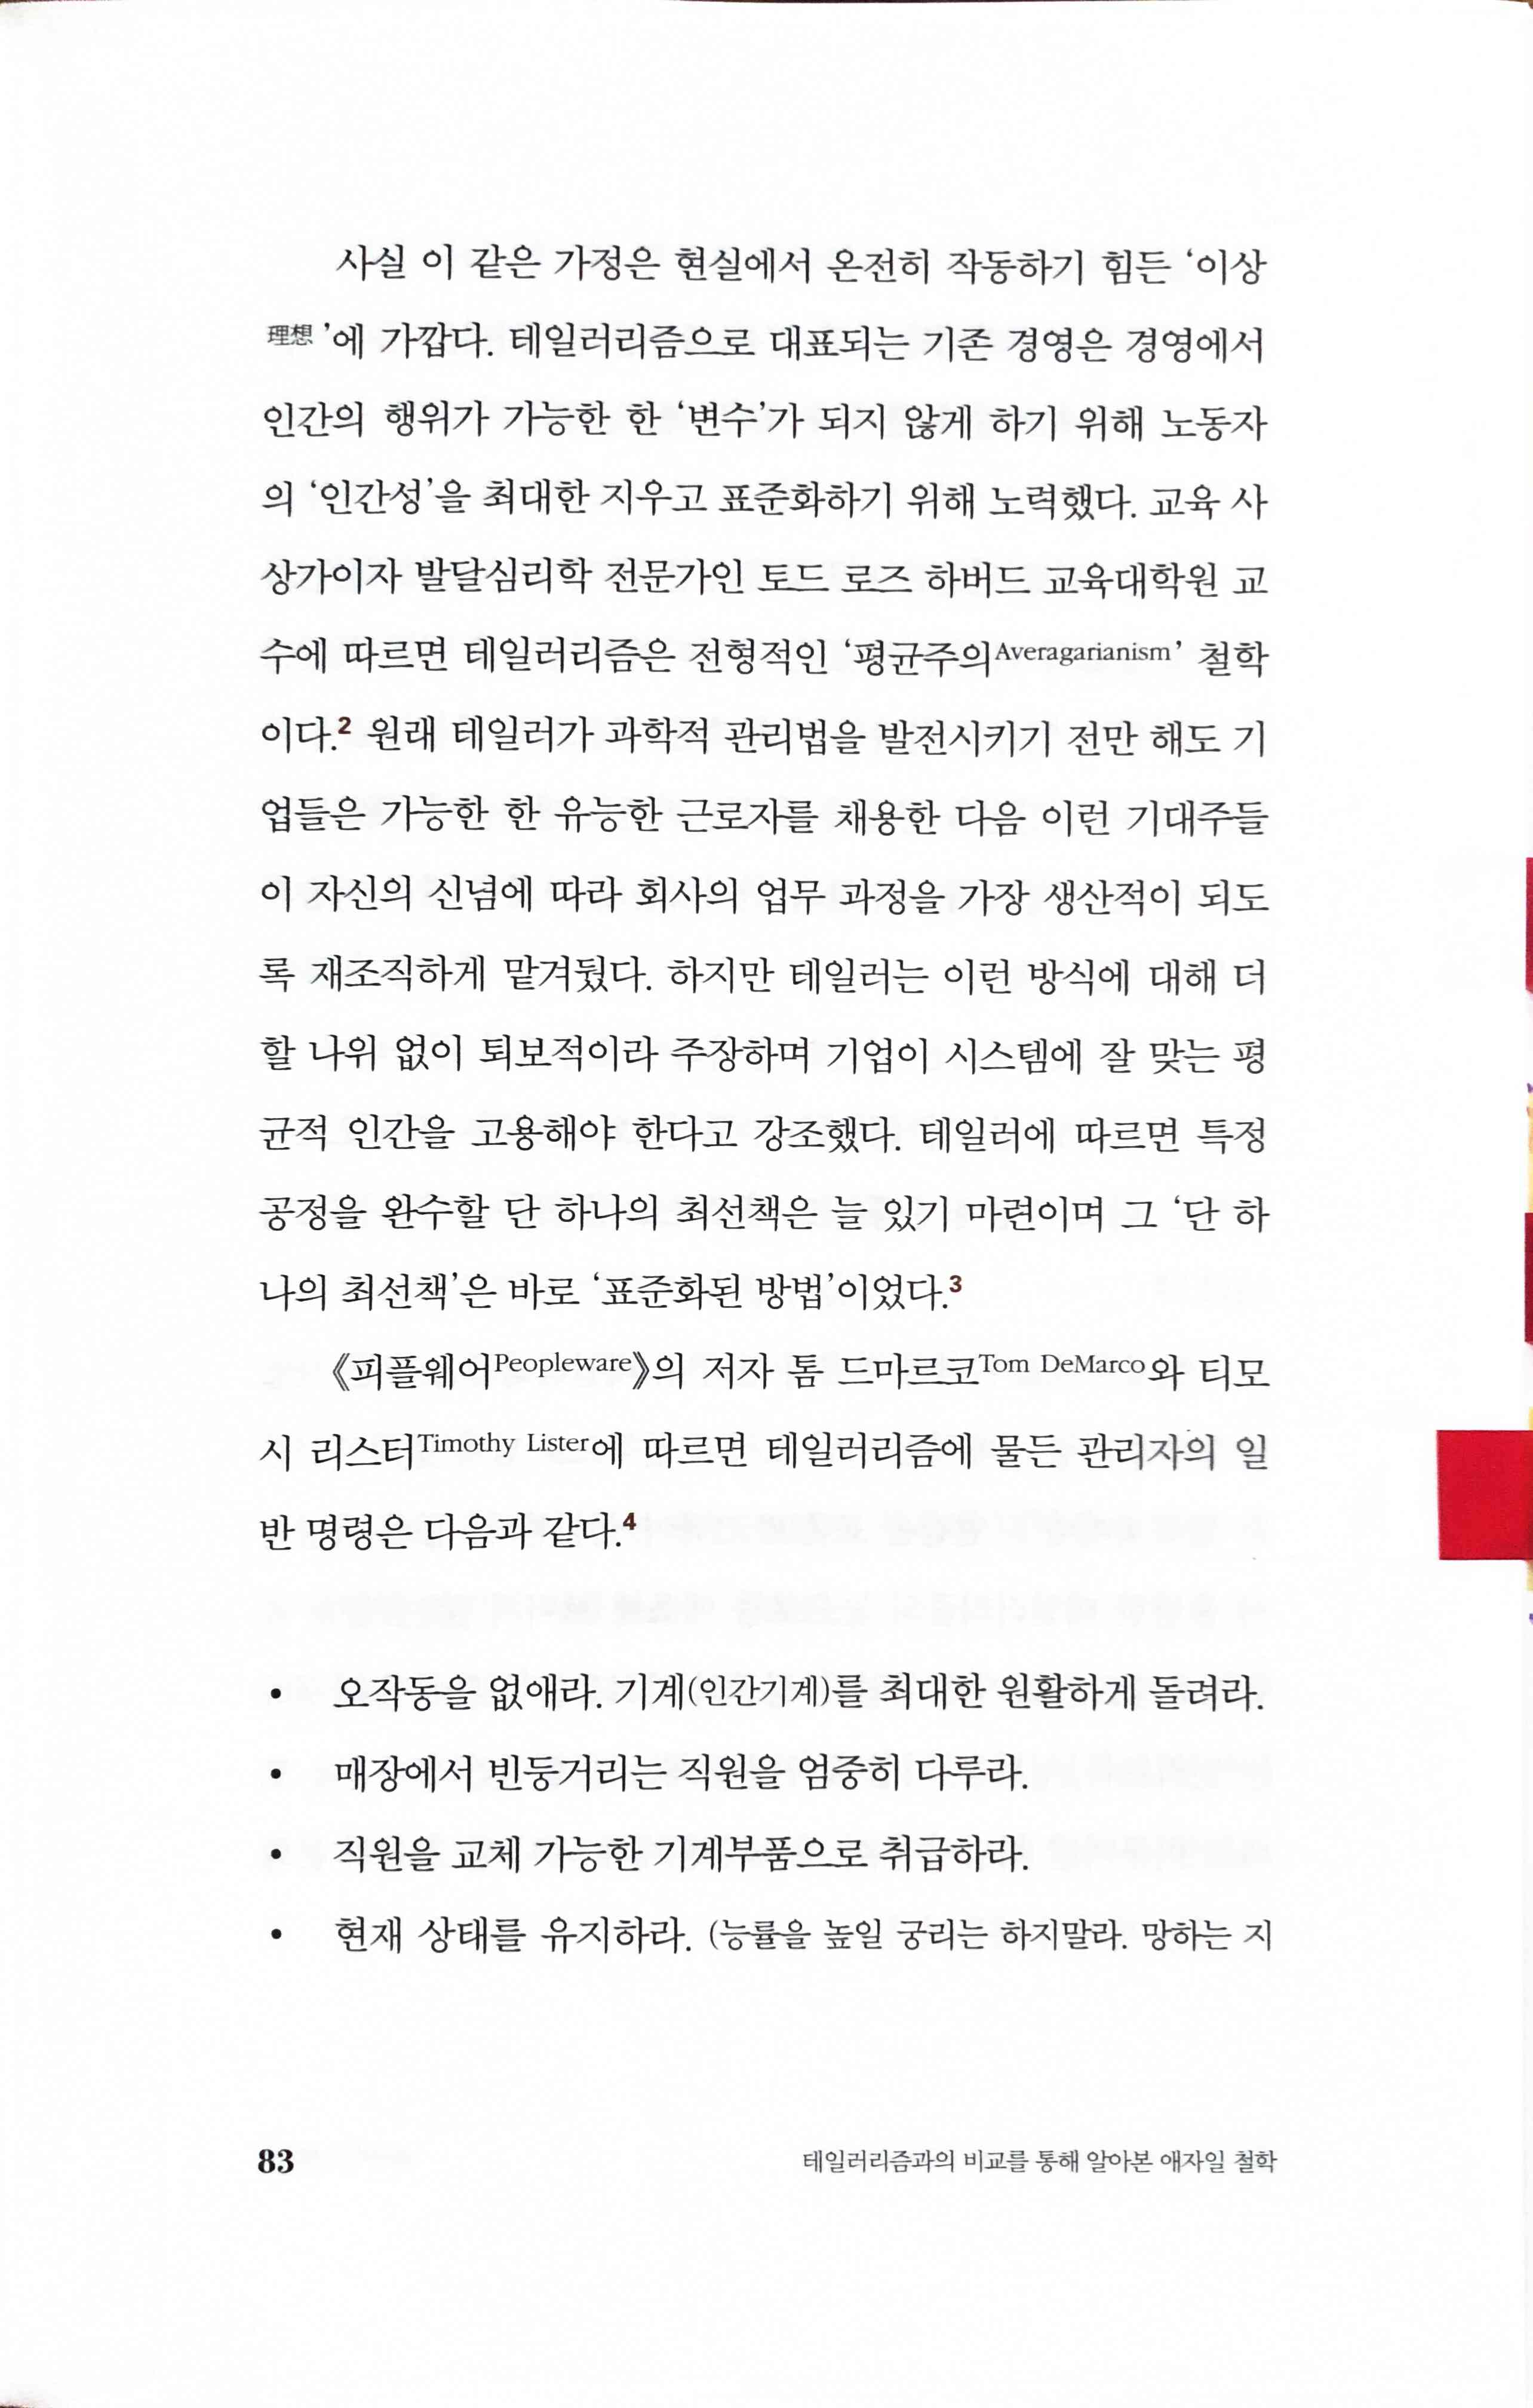 사실 이 같은 가정은 현실에서 온전히 작동하기 힘든 ‘이상
理想’에 가깝다. 테일러리즘으로 대표되는 기존 경영은 경영에서
인간의 행위가 가능한 한 ‘변수’가 되지 않게 하기 위해 노동자
의 ‘인간성’을 최대한 지우고 표준화하기 위해 노력했다. 교육 사
상가이자 발달심리학 전문가인 토드 로즈 하버드 교육대학원 교
수에 따르면 테일러리즘은 전형적인 ‘평균주의Averagarianism’ 철학
이다.2 원래 테일러가 과학적 관리법을 발전시키기 전만 해도 기
업들은 가능한 한 유능한 근로자를 채용한 다음 이런 기대주들
이 자신의 신념에 따라 회사의 업무 과정을 가장 생산적이 되도
록 재조직하게 맡겨뒀다. 하지만 테일러는 이런 방식에 대해 더
할 나위 없이 퇴보적이라 주장하며 기업이 시스템에 잘 맞는 평
균적 인간을 고용해야 한다고 강조했다. 테일러에 따르면 특정
공정을 완수할 단 하나의 최선책은 늘 있기 마련이며 그 ‘단 하
나의 최선책’은 바로 ‘표준화된 방법’이었다.3
《피플웨어Peopleware》의 저자 톰 드마르코Tom DeMarco와 티모
시 리스터Timothy Lister에 따르면 테일러리즘에 물든 관리자의 일
반 명령은 다음과 같다.4
• 오작동을 없애라. 기계(인간기계)를 최대한 원활하게 돌려라.
• 매장에서 빈둥거리는 직원을 엄중히 다루라.
• 직원을 교체 가능한 기계부품으로 취급하라.
• 현재 상태를 유지하라. (능률을 높일 궁리는 하지말라. 망하는 지
83 테일러리즘과의 비교를 통해 알아본 애자일 철학